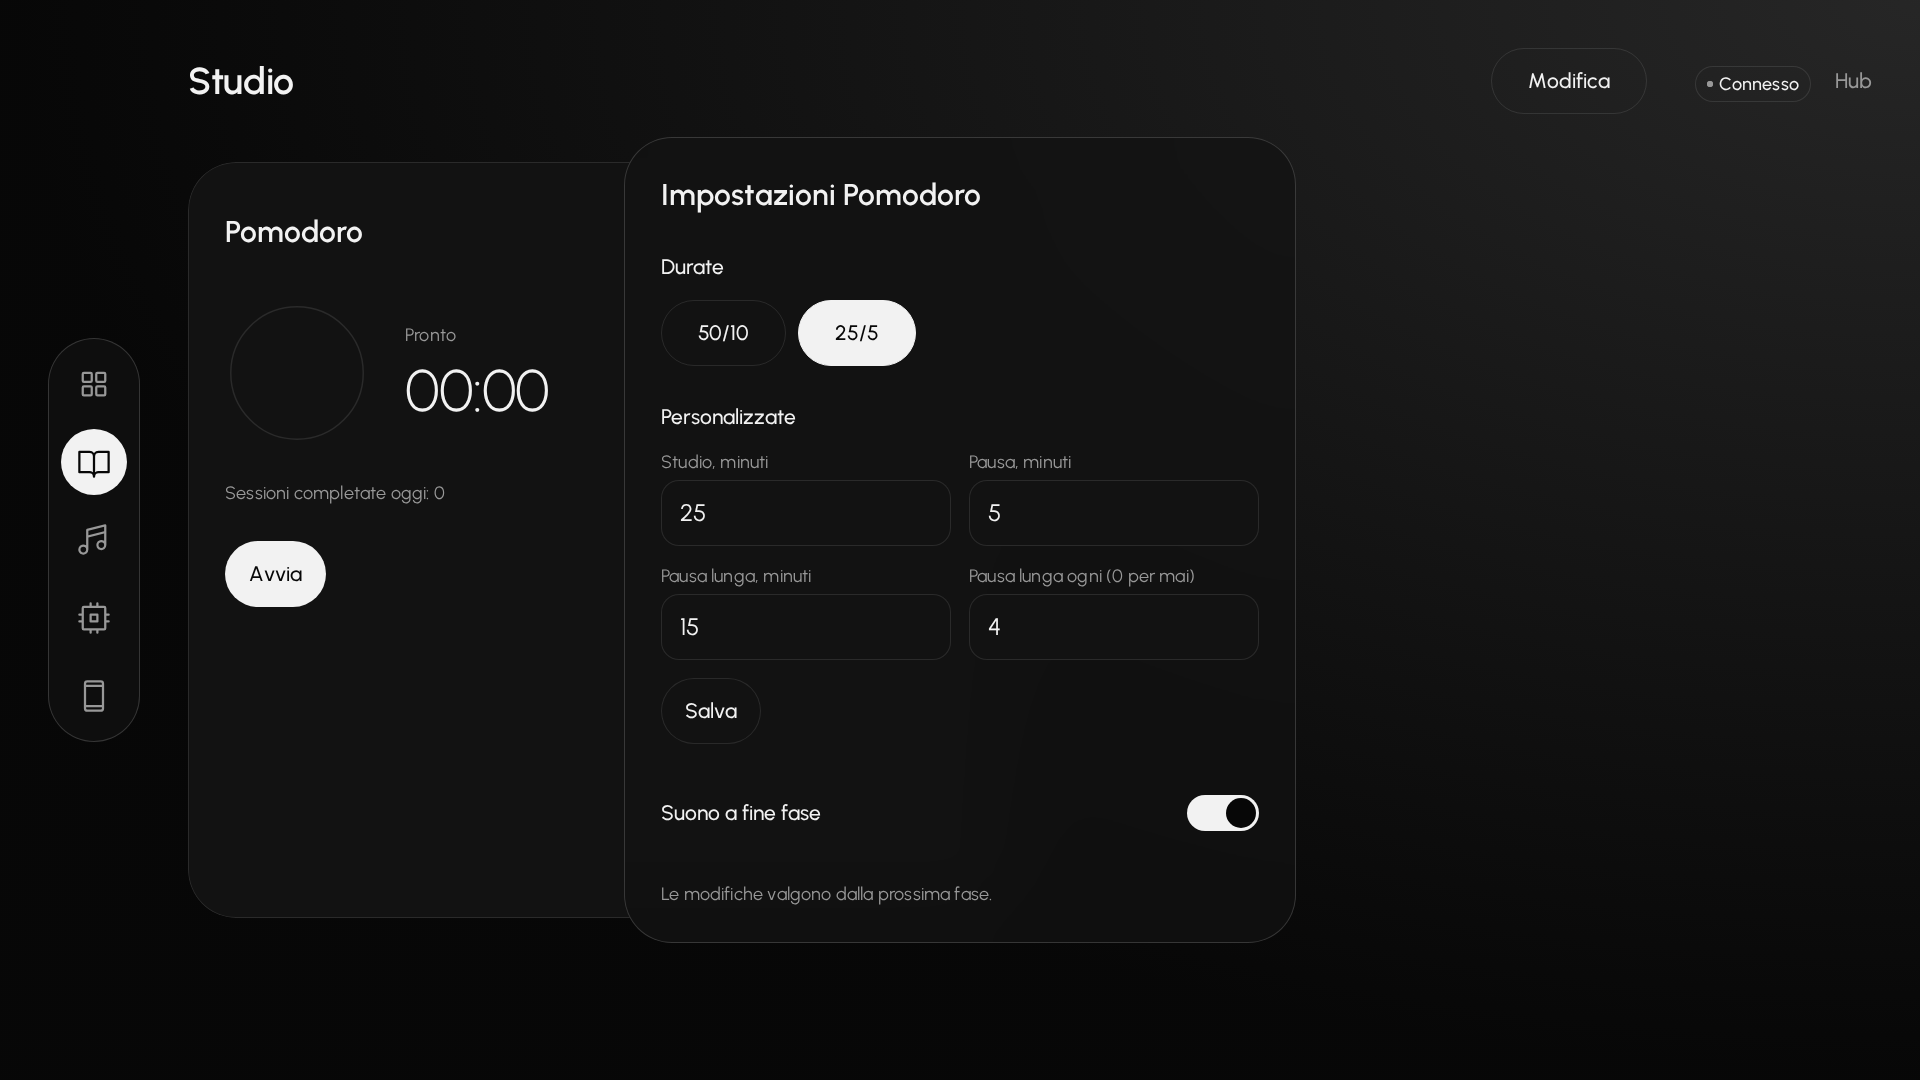 Studio
Modifica
Connesso
Hub
Pomodoro
Pronto
00:00
Sessioni completate oggi: 0
Avvia
Impostazioni Pomodoro
Durate
50/10
25/5
Personalizzate
Studio, minuti
Pausa, minuti
25
5
Pausa lunga, minuti
Pausa lunga ogni (0 per mai)
15
4
Salva
Suono a fine fase
Le modifiche valgono dalla prossima fase.